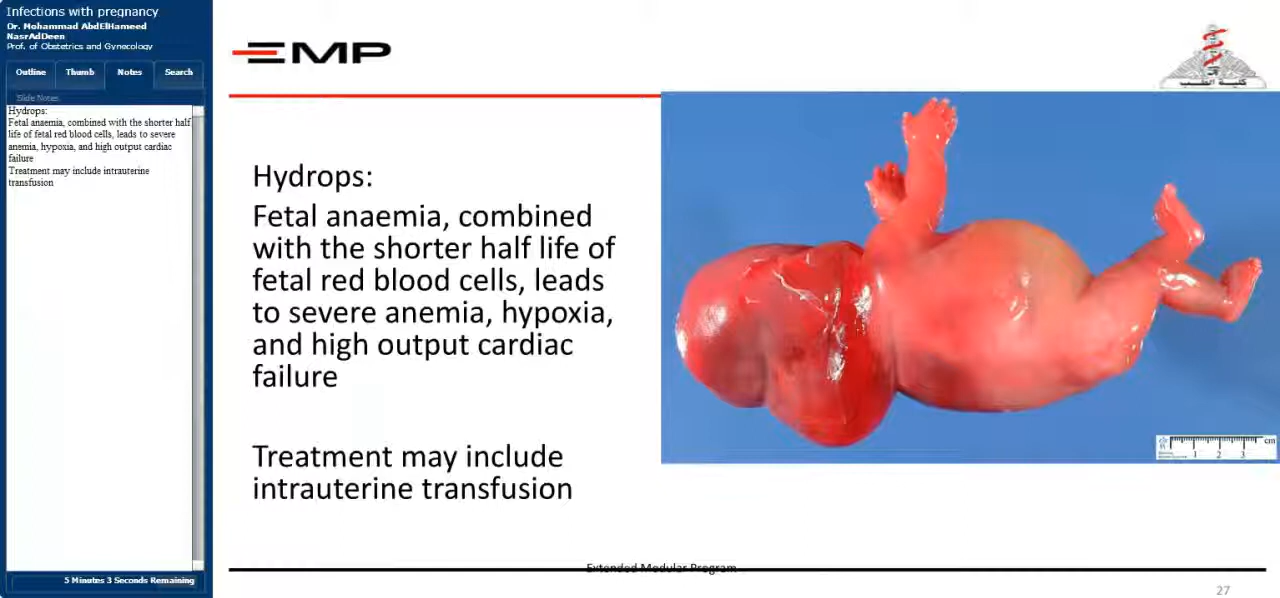 Infections with pregnancy
Dr. Mohammad AbdElHameed
NasrAdDeen
Prof. of Obstetrics and Gynecology
Outline
Thumb
Notes
Search
Slide Notes
Hydrops:
Fetal anaemia, combined with the shorter half
life of fetal red blood cells, leads to severe
anemia, hypoxia, and high output cardiac
failure
Treatment may include intrauterine
transfusion
5 Minutes 3 Seconds Remaining
EMP
كلية الطب
Hydrops:
Fetal anaemia, combined
with the shorter half life of
fetal red blood cells, leads
to severe anemia, hypoxia,
and high output cardiac
failure
Treatment may include
intrauterine transfusion
1 2 3 cm
Extended Modular Program
27